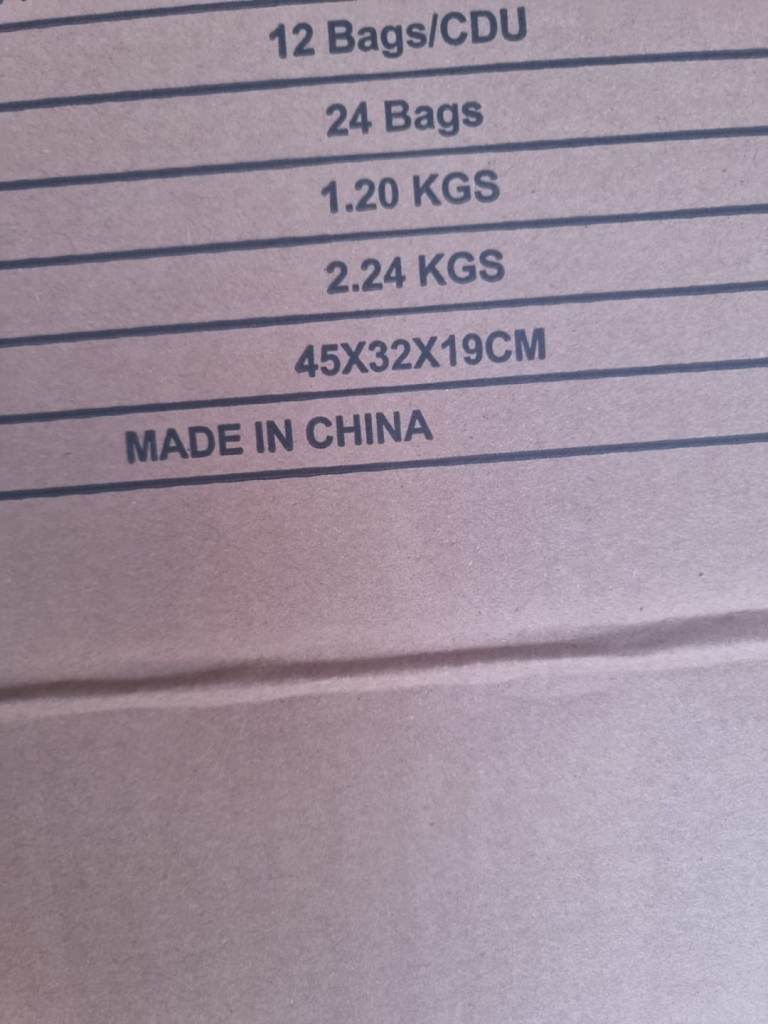 12 Bags/CDU
24 Bags
1.20 KGS
2.24 KGS
45X32X19CM
MADE IN CHINA